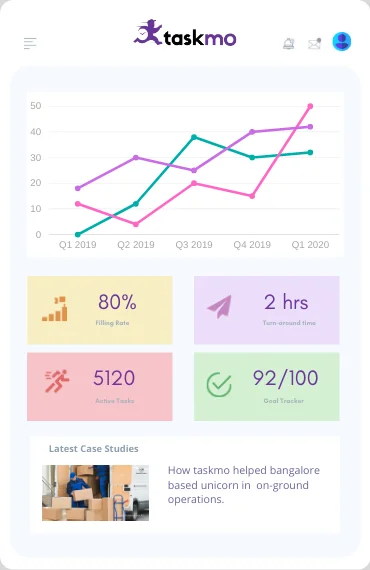 taskmo
50
40
30
20
10
0
Q1 2019 Q2 2019 Q3 2019 Q4 2019 Q1 2020
80%
Filling Rate
2 hrs
Turn-around time
5120
Active Tasks
92/100
Goal Tracker
Latest Case Studies
How taskmo helped bangalore
based unicorn in on-ground
operations.